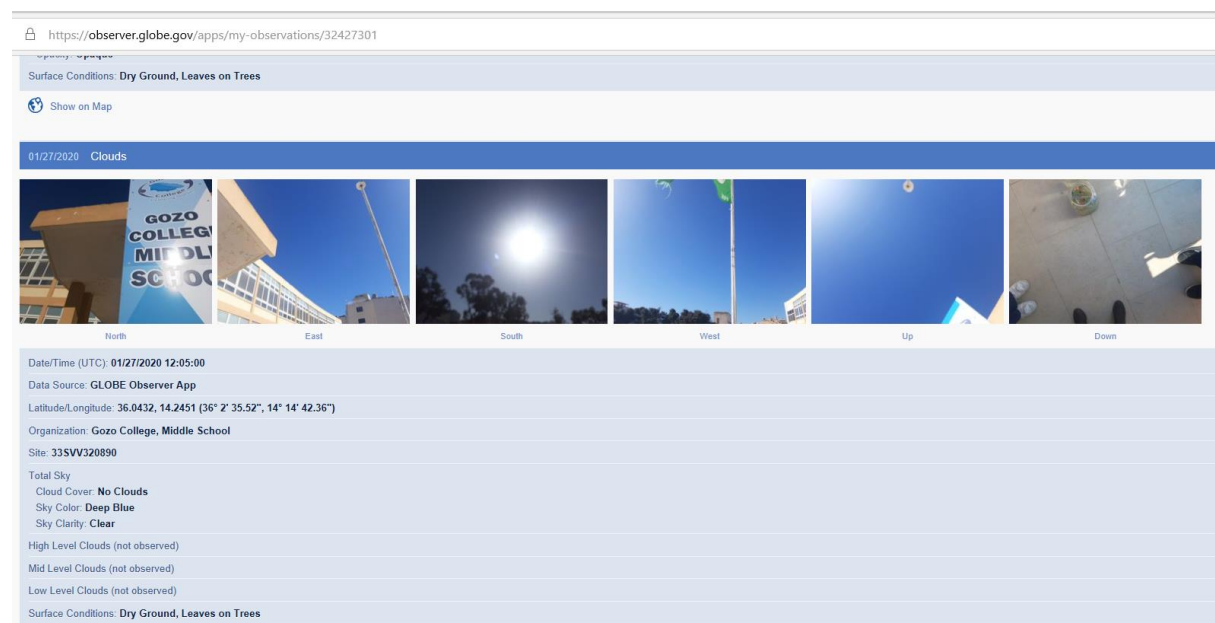 https://observer.globe.gov/apps/my-observations/32427301
Opacity: Opaque
Surface Conditions: Dry Ground, Leaves on Trees
Show on Map
01/27/2020 Clouds
College
GOZO
COLLEG
MIDDL
SCHOO
North East South West Up Down
Date/Time (UTC): 01/27/2020 12:05:00
Data Source: GLOBE Observer App
Latitude/Longitude: 36.0432, 14.2451 (36° 2' 35.52", 14° 14' 42.36")
Organization: Gozo College, Middle School
Site: 33SVV320890
Total Sky
Cloud Cover: No Clouds
Sky Color: Deep Blue
Sky Clarity: Clear
High Level Clouds (not observed)
Mid Level Clouds (not observed)
Low Level Clouds (not observed)
Surface Conditions: Dry Ground, Leaves on Trees